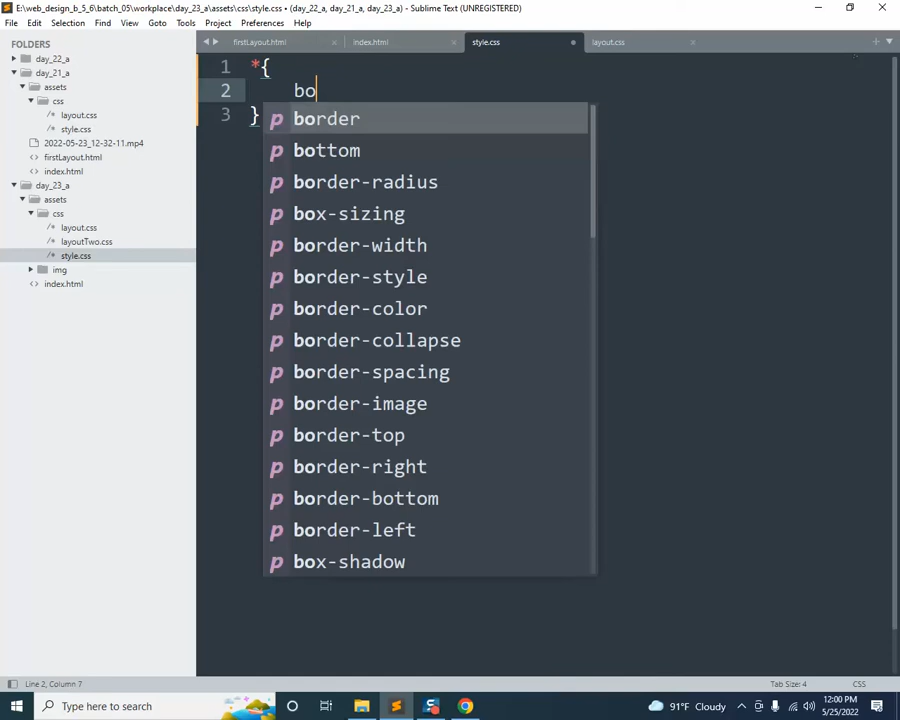 E:\web_design_b_5_6\batch_05\workplace\day_23_a\assets\css\style.css • (day_22_a, day_21_a, day_23_a) - Sublime Text (UNREGISTERED)
File Edit Selection Find View Goto Tools Project Preferences Help
FOLDERS
day_22_a
day_21_a
assets
css
layout.css
style.css
2022-05-23_12-32-11.mp4
firstLayout.html
index.html
day_23_a
assets
css
layout.css
layoutTwo.css
style.css
img
index.html
firstLayout.html index.html style.css layout.css
1 *{
2 bo
3 }
p border
p bottom
p border-radius
p box-sizing
p border-width
p border-style
p border-color
p border-collapse
p border-spacing
p border-image
p border-top
p border-right
p border-bottom
p border-left
p box-shadow
Line 2, Column 7 Tab Size: 4 CSS
Type here to search 91°F Cloudy 12:00 PM
5/25/2022